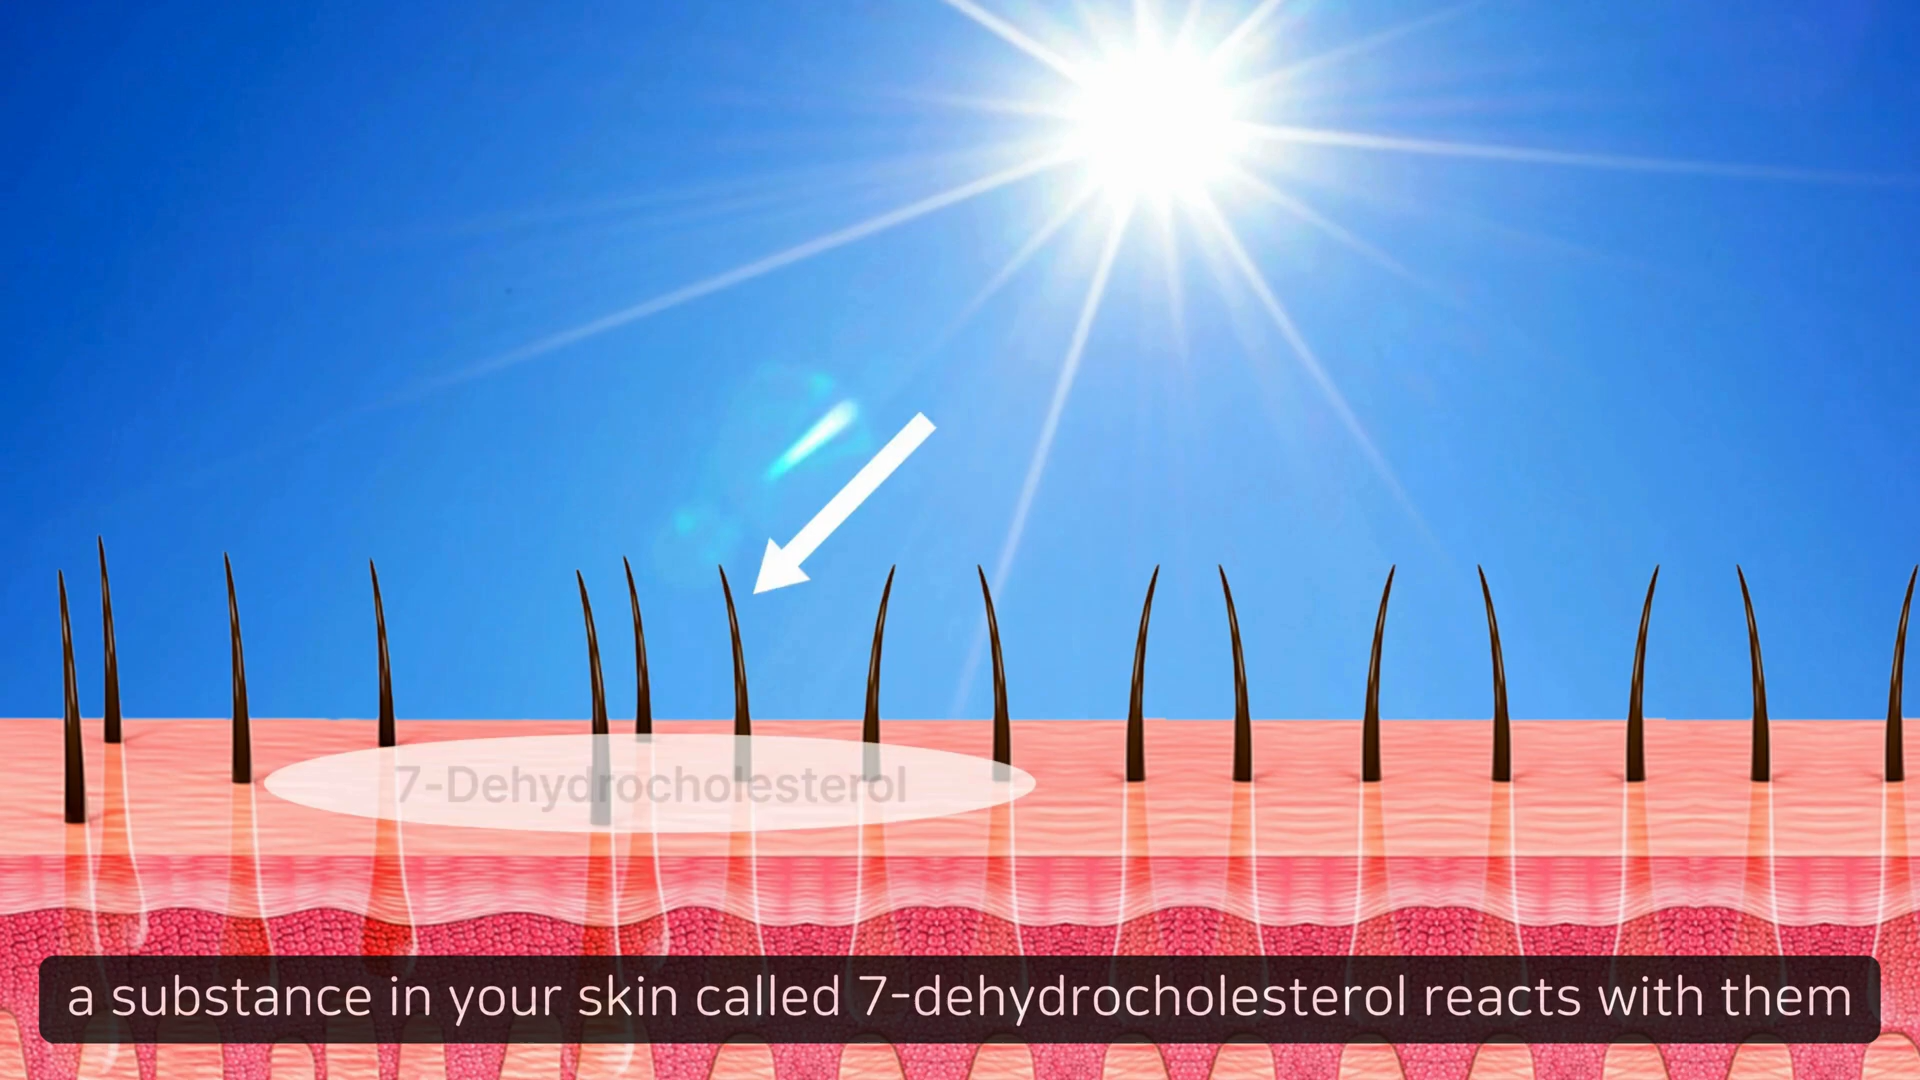 7-Dehydrocholesterol
a substance in your skin called 7-dehydrocholesterol reacts with them